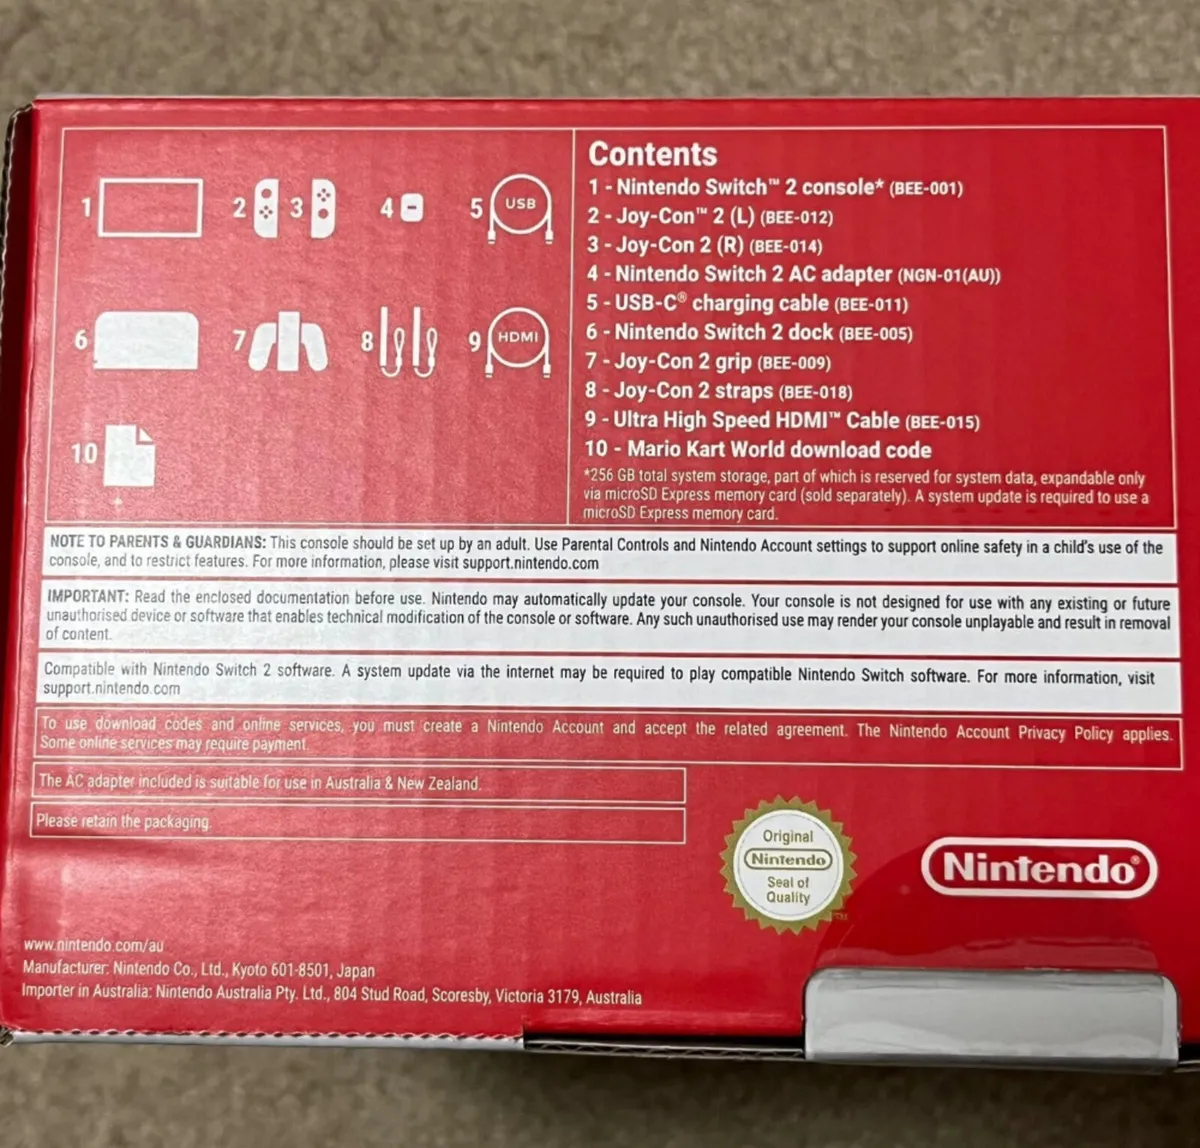 1
2
3
4
5
USB
6
7
8
9
HDMI
10
Contents
1 - Nintendo Switch™ 2 console* (BEE-001)
2 - Joy-Con™ 2 (L) (BEE-012)
3 - Joy-Con 2 (R) (BEE-014)
4 - Nintendo Switch 2 AC adapter (NGN-01(AU))
5 - USB-C® charging cable (BEE-011)
6 - Nintendo Switch 2 dock (BEE-005)
7 - Joy-Con 2 grip (BEE-009)
8 - Joy-Con 2 straps (BEE-018)
9 - Ultra High Speed HDMI™ Cable (BEE-015)
10 - Mario Kart World download code
*256 GB total system storage, part of which is reserved for system data, expandable only
via microSD Express memory card (sold separately). A system update is required to use a
microSD Express memory card.
NOTE TO PARENTS & GUARDIANS: This console should be set up by an adult. Use Parental Controls and Nintendo Account settings to support online safety in a child's use of the
console, and to restrict features. For more information, please visit support.nintendo.com
IMPORTANT: Read the enclosed documentation before use. Nintendo may automatically update your console. Your console is not designed for use with any existing or future
unauthorised device or software that enables technical modification of the console or software. Any such unauthorised use may render your console unplayable and result in removal
of content.
Compatible with Nintendo Switch 2 software. A system update via the internet may be required to play compatible Nintendo Switch software. For more information, visit
support.nintendo.com
To use download codes and online services, you must create a Nintendo Account and accept the related agreement. The Nintendo Account Privacy Policy applies.
Some online services may require payment.
The AC adapter included is suitable for use in Australia & New Zealand.
Please retain the packaging.
Original
Nintendo
Seal of
Quality
TM
Nintendo®
www.nintendo.com/au
Manufacturer: Nintendo Co., Ltd., Kyoto 601-8501, Japan
Importer in Australia: Nintendo Australia Pty. Ltd., 804 Stud Road, Scoresby, Victoria 3179, Australia